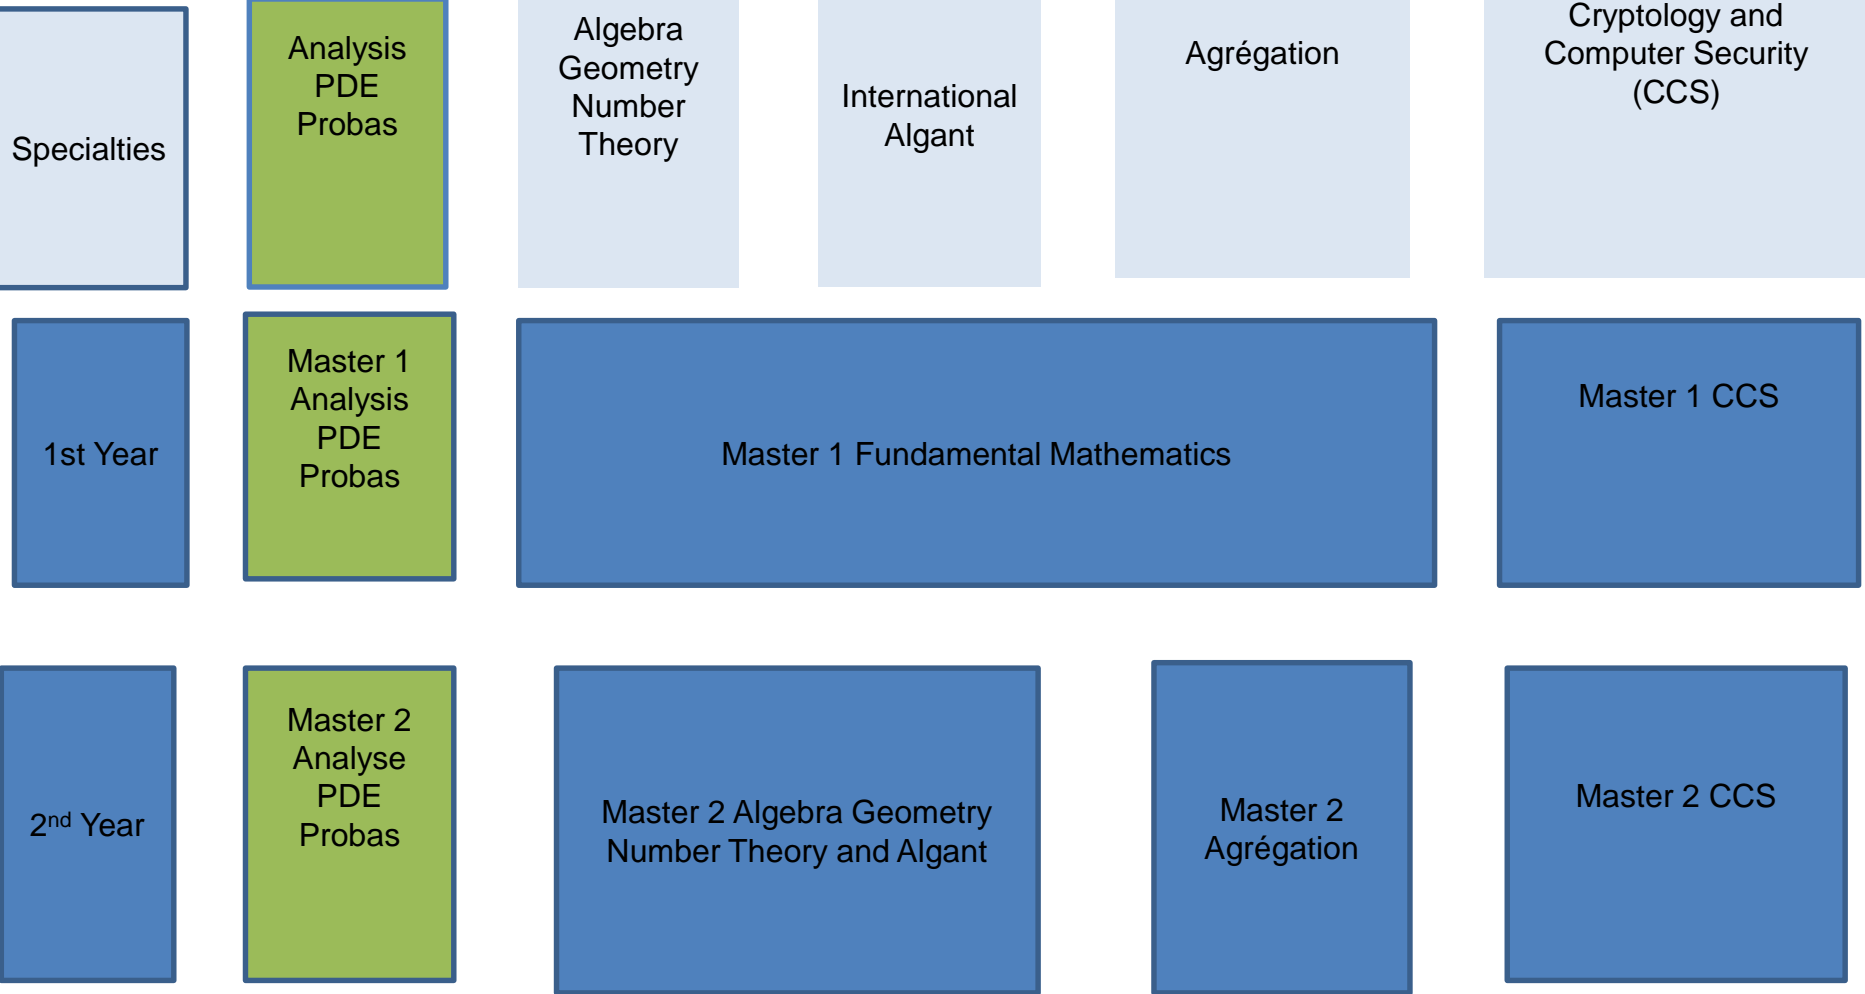 Specialties
Analysis
PDE
Probas
Algebra
Geometry
Number
Theory
International
Algant
Agrégation
Cryptology and
Computer Security
(CCS)
1st Year
Master 1
Analysis
PDE
Probas
Master 1 Fundamental Mathematics
Master 1 CCS
2nd Year
Master 2
Analyse
PDE
Probas
Master 2 Algebra Geometry
Number Theory and Algant
Master 2
Agrégation
Master 2 CCS